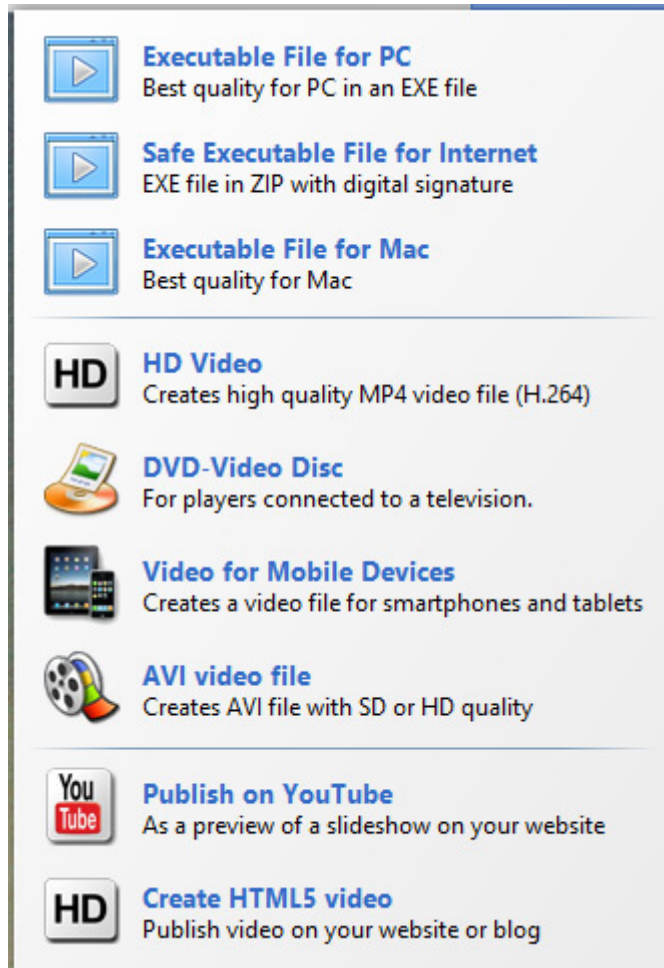 Executable File for PC
Best quality for PC in an EXE file
Safe Executable File for Internet
EXE file in ZIP with digital signature
Executable File for Mac
Best quality for Mac
HD
HD Video
Creates high quality MP4 video file (H.264)
DVD-Video Disc
For players connected to a television.
Video for Mobile Devices
Creates a video file for smartphones and tablets
AVI video file
Creates AVI file with SD or HD quality
You
Tube
Publish on YouTube
As a preview of a slideshow on your website
HD
Create HTML5 video
Publish video on your website or blog